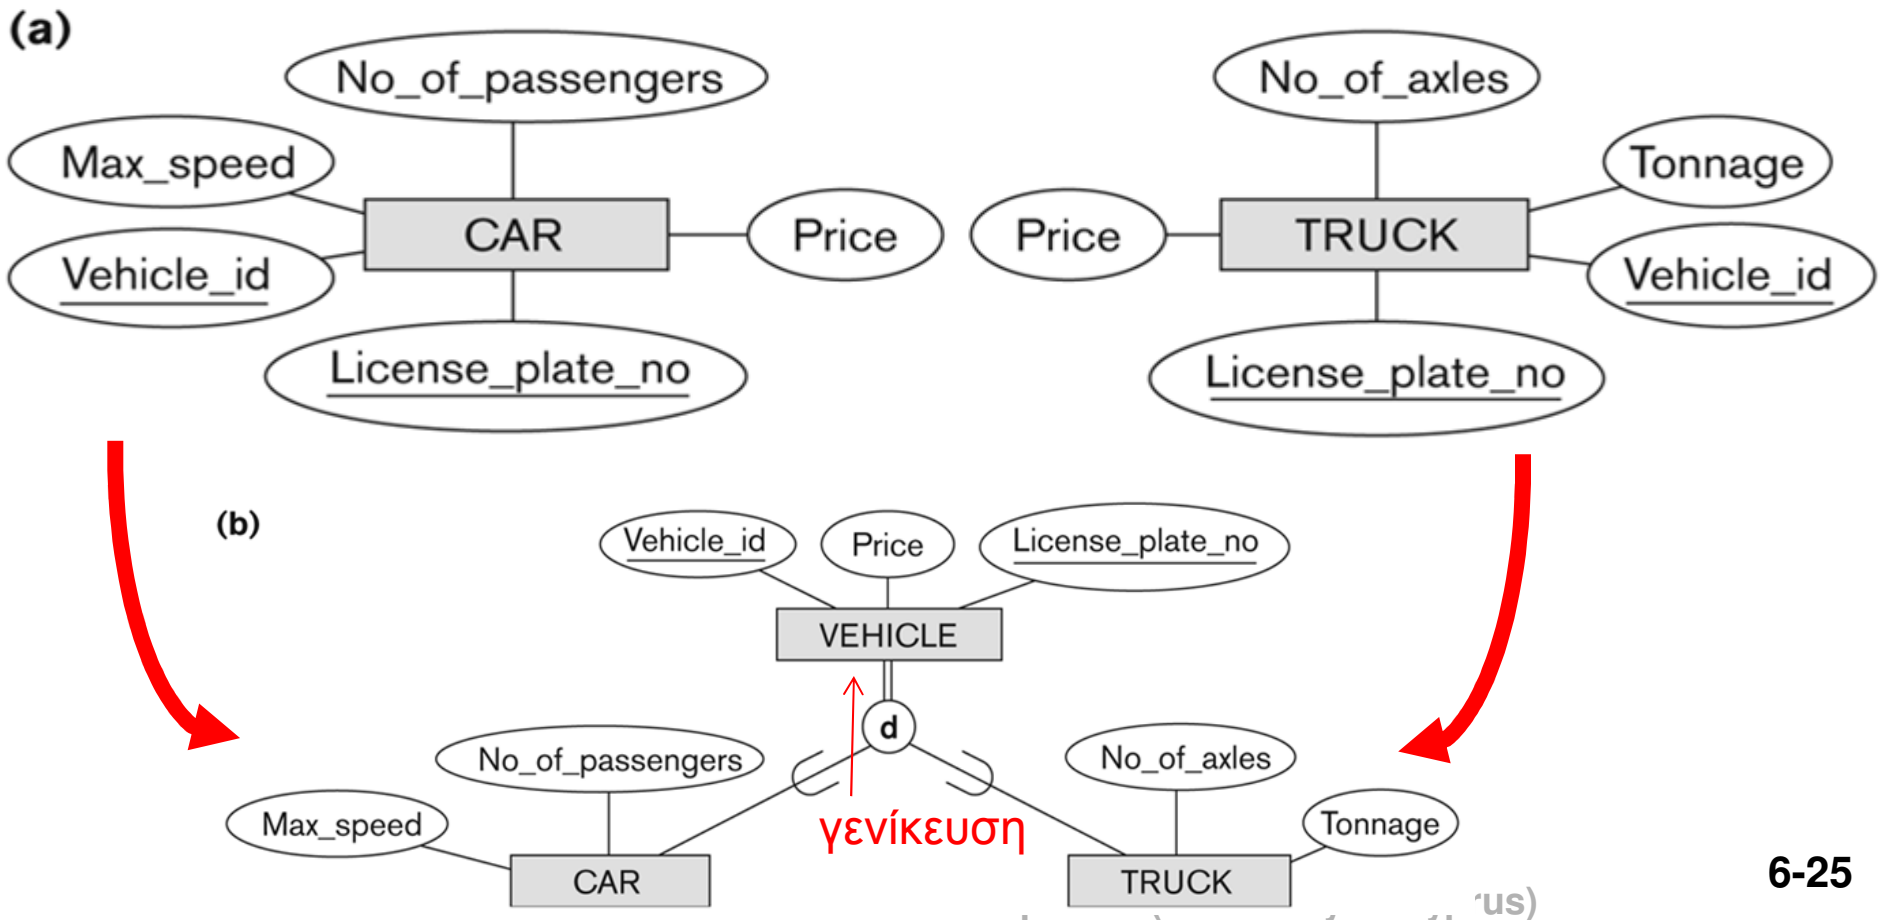 (a)
No_of_passengers
No_of_axles
Max_speed
Tonnage
CAR
Price
Price
TRUCK
Vehicle_id
Vehicle_id
License_plate_no
License_plate_no
(b)
Vehicle_id
Price
License_plate_no
VEHICLE
d
No_of_passengers
No_of_axles
Max_speed
γενίκευση
Tonnage
CAR
TRUCK
6-25
rus)